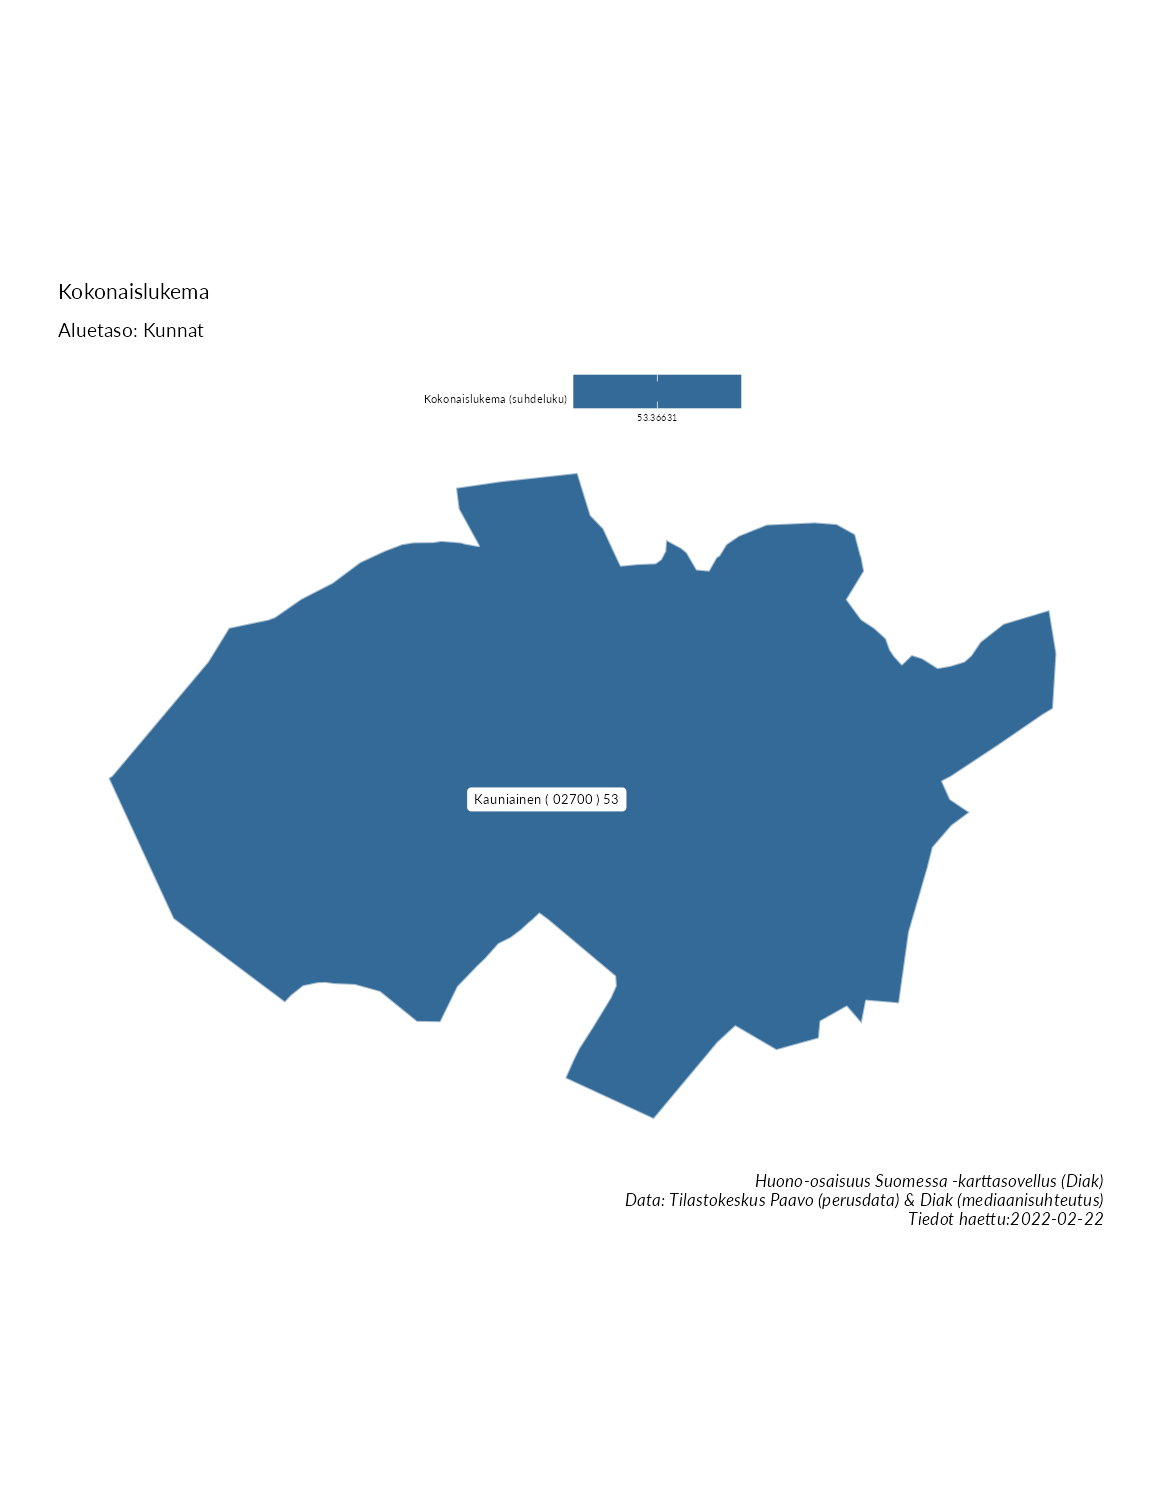 Kokonaislukema
Aluetaso: Kunnat
Kokonaislukema (suhdeluku)
53.36631
Kauniainen ( 02700 ) 53
Huono-osaisuus Suomessa -karttasovellus (Diak)
Data: Tilastokeskus Paavo (perusdata) & Diak (mediaanisuhteutus)
Tiedot haettu:2022-02-22